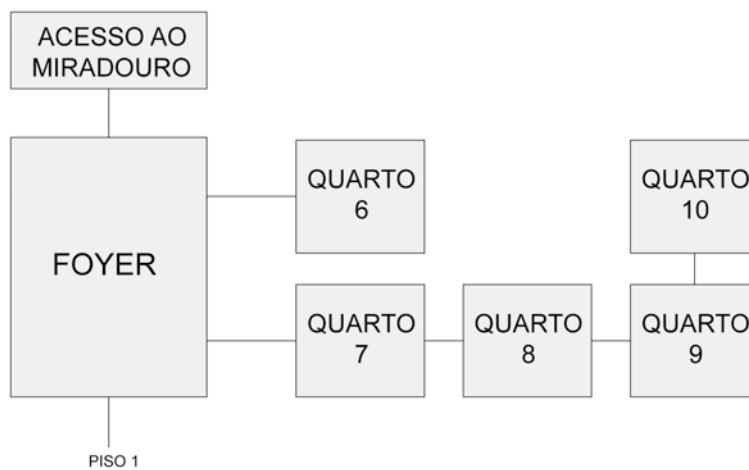 ACESSO AO
MIRADOURO
FOYER
QUARTO
6
QUARTO
10
QUARTO
7
QUARTO
8
QUARTO
9
PISO 1